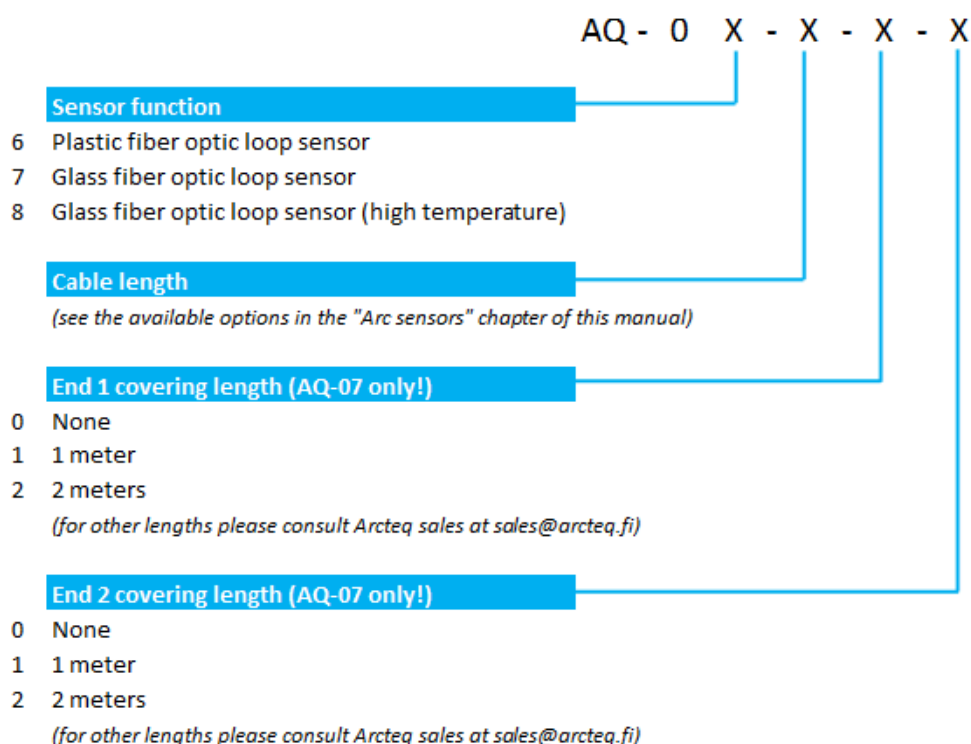 AQ - 0 X - X - X - X
Sensor function
6 Plastic fiber optic loop sensor
7 Glass fiber optic loop sensor
8 Glass fiber optic loop sensor (high temperature)
Cable length
(see the available options in the "Arc sensors" chapter of this manual)
End 1 covering length (AQ-07 only!)
0 None
1 1 meter
2 2 meters
(for other lengths please consult Arcteq sales at sales@arcteq.fi)
End 2 covering length (AQ-07 only!)
0 None
1 1 meter
2 2 meters
(for other lengths please consult Arcteq sales at sales@arcteq.fi)